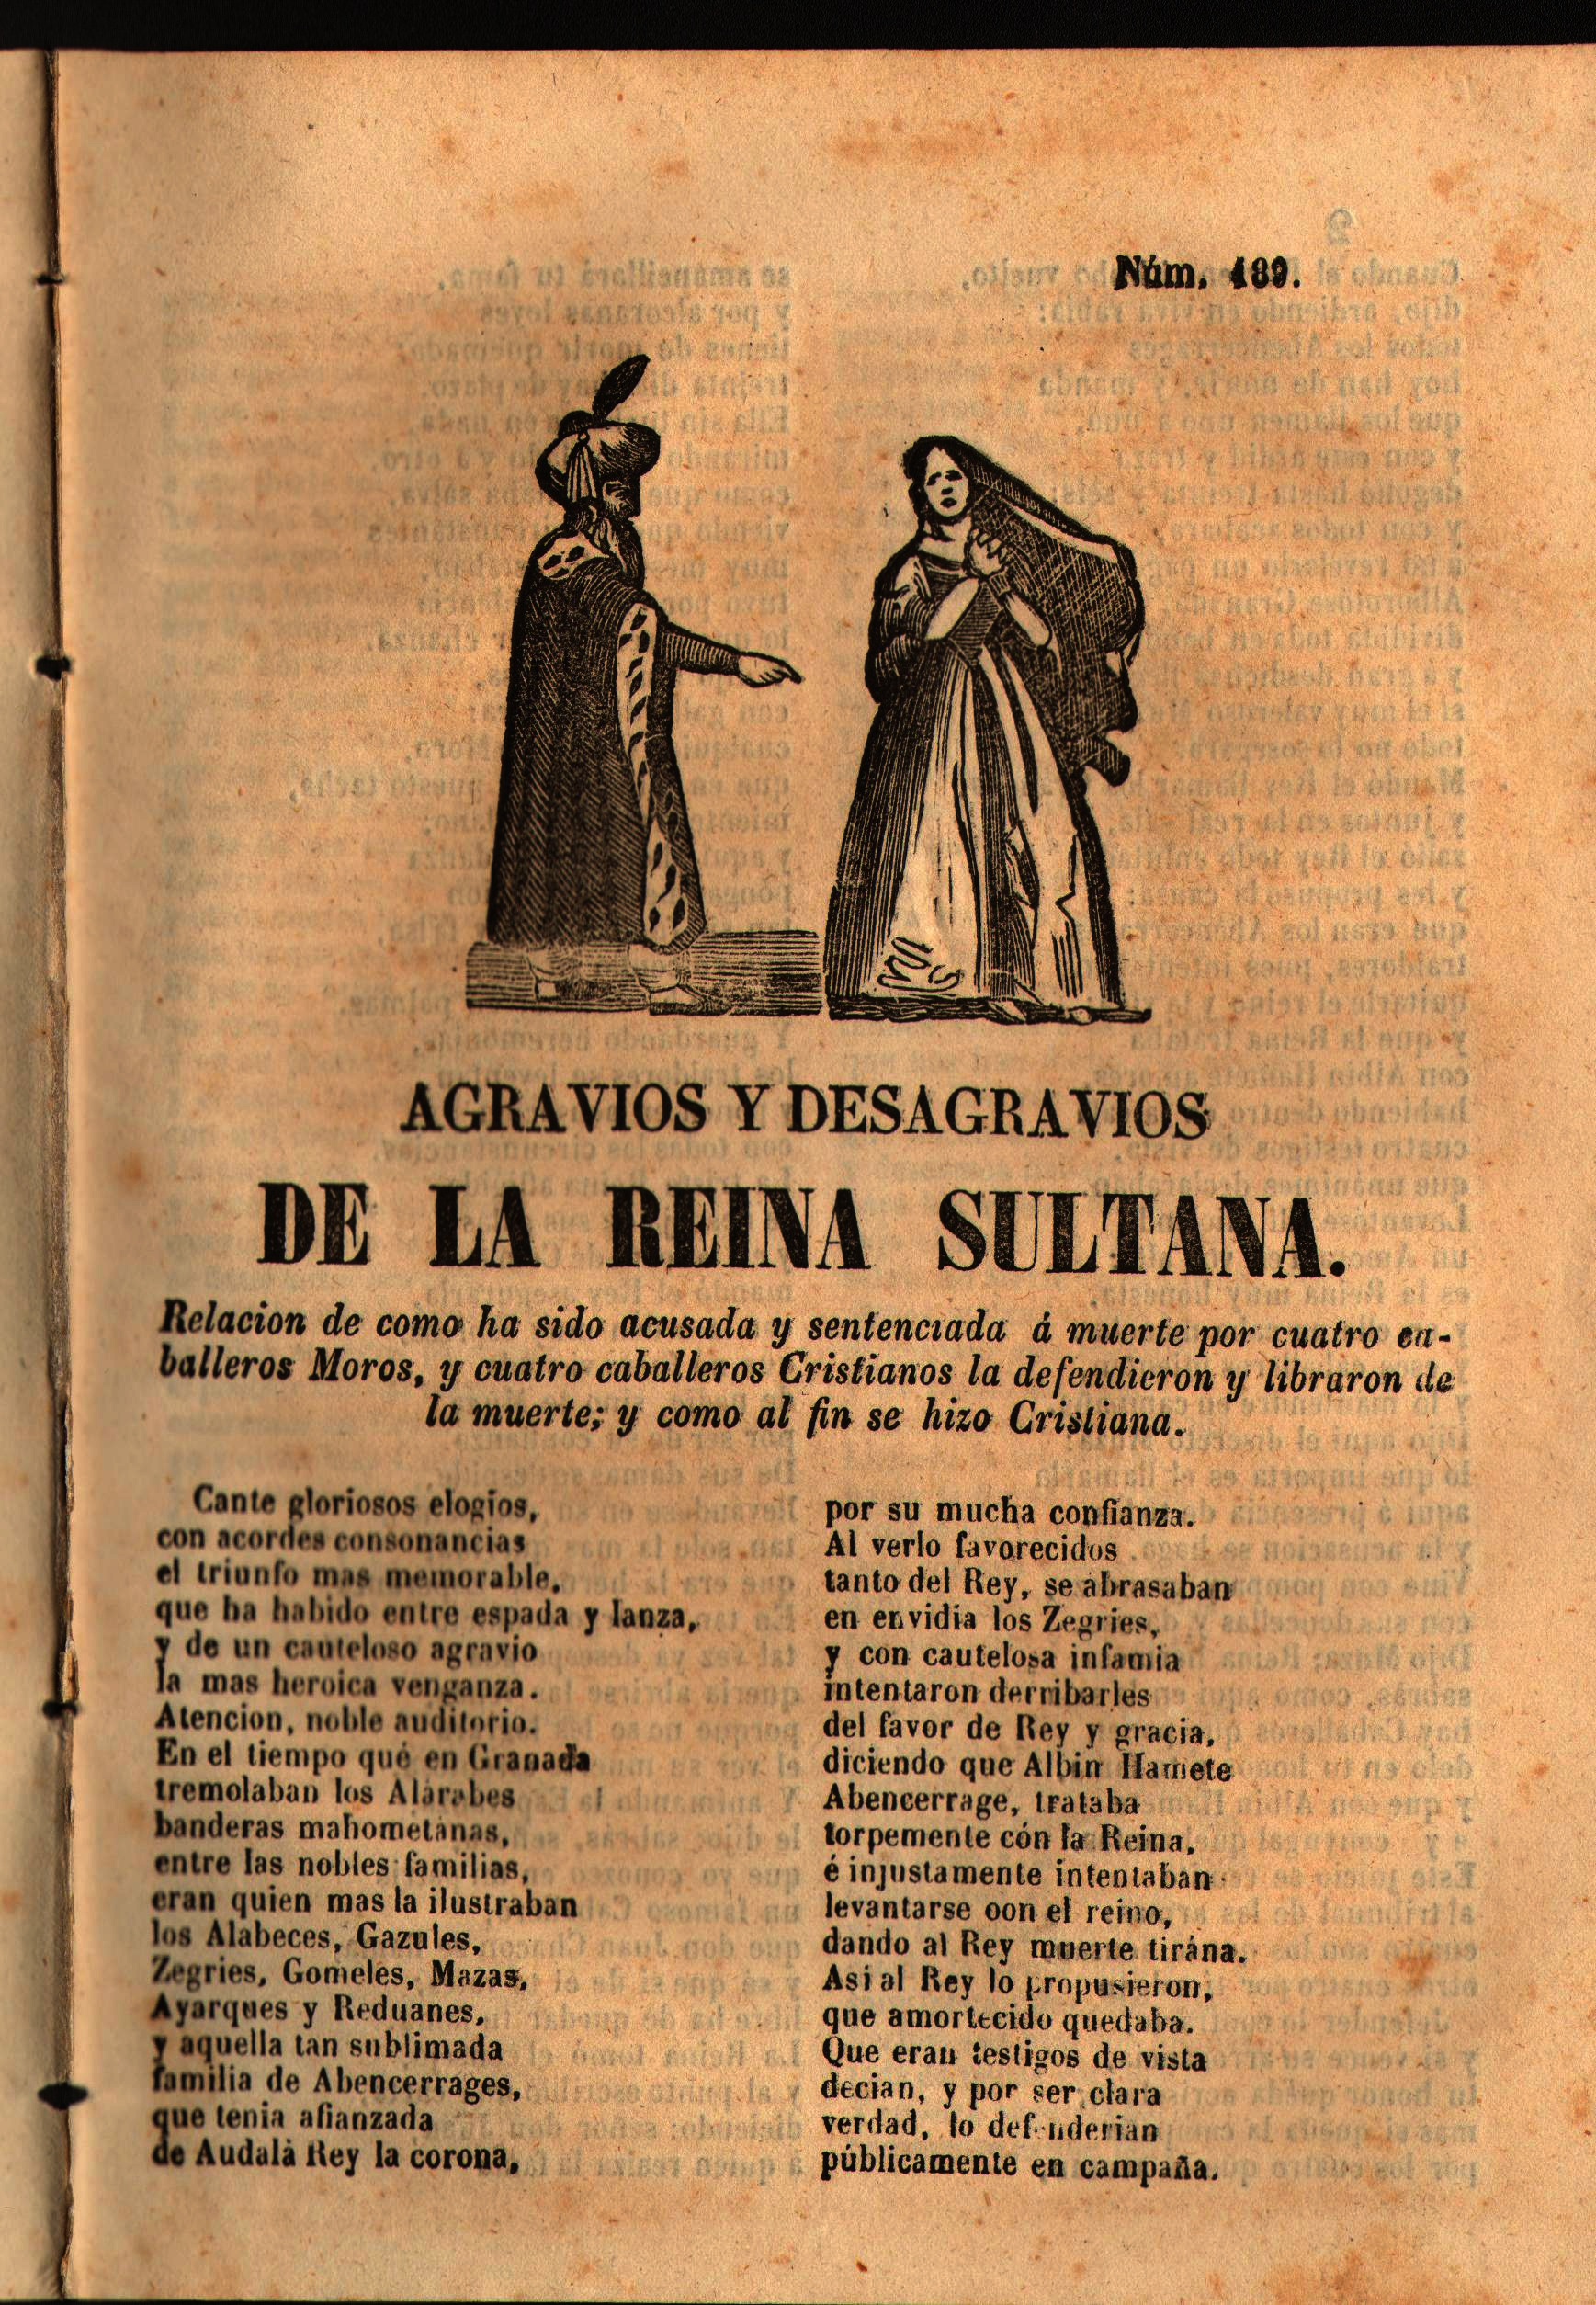 Núm. 489.
AGRAVIOS Y DESAGRAVIOS
DE LA REINA SULTANA.
Relacion de como ha sido acusada y sentenciada á muerte por cuatro ca-
balleros Moros, y cuatro caballeros Cristianos la defendieron y libraron de
la muerte; y como al fin se hizo Cristiana.
Cante gloriosos elogios,
con acordes consonancias
el triunfo mas memorable,
que ha habido entre espada y lanza,
y de un cauteloso agravio
la mas heroica venganza.
Atencion, noble auditorio.
En el tiempo que en Granada
tremolaban los Alarabes
banderas mahometanas,
entre las nobles familias,
eran quien mas la ilustraban
los Alabeces, Gazules,
Zegries, Gomeles, Mazas,
Ayarques y Reduanes,
y aquella tan sublimada
familia de Abencerrages,
que tenia afianzada
de Audalá Rey la corona,
por su mucha confianza.
Al verlo favorecidos
tanto del Rey, se abrasaban
en envidia los Zegries,
y con cautelosa infamia
intentaron derribarles
del favor de Rey y gracia,
diciendo que Albin Hamete
Abencerrage, trataba
torpemente cón la Reina,
é injustamente intentaban
levantarse oon el reino,
dando al Rey muerte tirána.
Asi al Rey lo propusieron,
que amortecido quedaba.
Que eran testigos de vista
decian, y por ser clara
verdad, lo defenderian
públicamente en campaña.